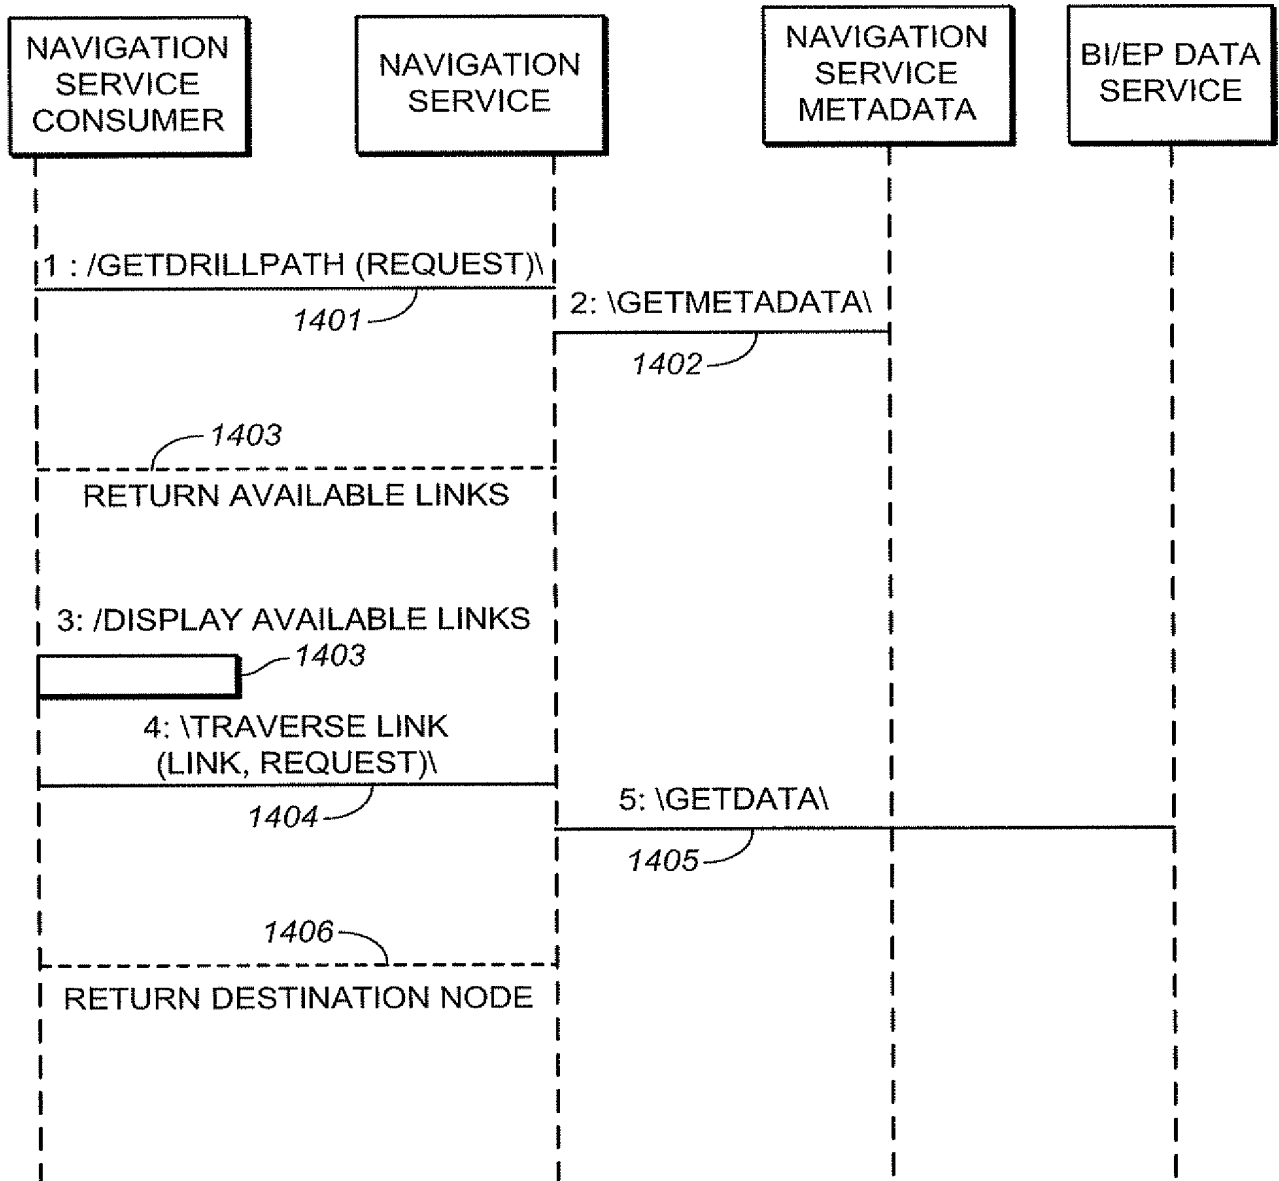 NAVIGATION
SERVICE
CONSUMER
NAVIGATION
SERVICE
NAVIGATION
SERVICE
METADATA
BI/EP DATA
SERVICE
1 : /GETDRILLPATH (REQUEST)\
1401
2: \GETMETADATA\
1402
1403
RETURN AVAILABLE LINKS
3: /DISPLAY AVAILABLE LINKS
1403
4: \TRAVERSE LINK
(LINK, REQUEST)\
1404
5: \GETDATA\
1405
1406
RETURN DESTINATION NODE